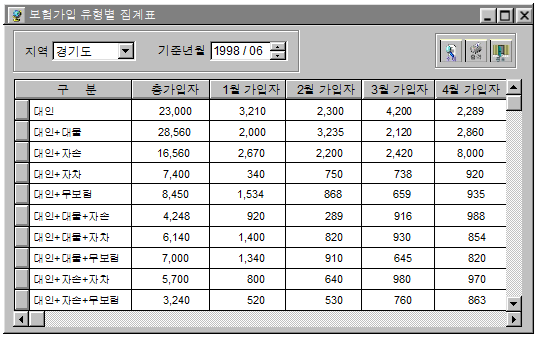 보험가입 유형별 집계표
지역 경기도 기준년월 1998 / 06
구 분 총가입자 1월 가입자 2월 가입자 3월 가입자 4월 가입자
대인 23,000 3,210 2,300 4,200 2,289
대인+대물 28,560 2,000 3,235 2,120 2,860
대인+자손 16,560 2,670 2,200 2,420 8,000
대인+자차 7,400 340 750 738 920
대인+무보험 8,450 1,534 868 659 935
대인+대물+자손 4,248 920 289 916 988
대인+대물+자차 6,140 1,400 820 930 854
대인+대물+무보험 7,000 1,340 910 645 820
대인+자손+자차 5,700 800 640 980 970
대인+자손+무보험 3,240 520 530 760 863